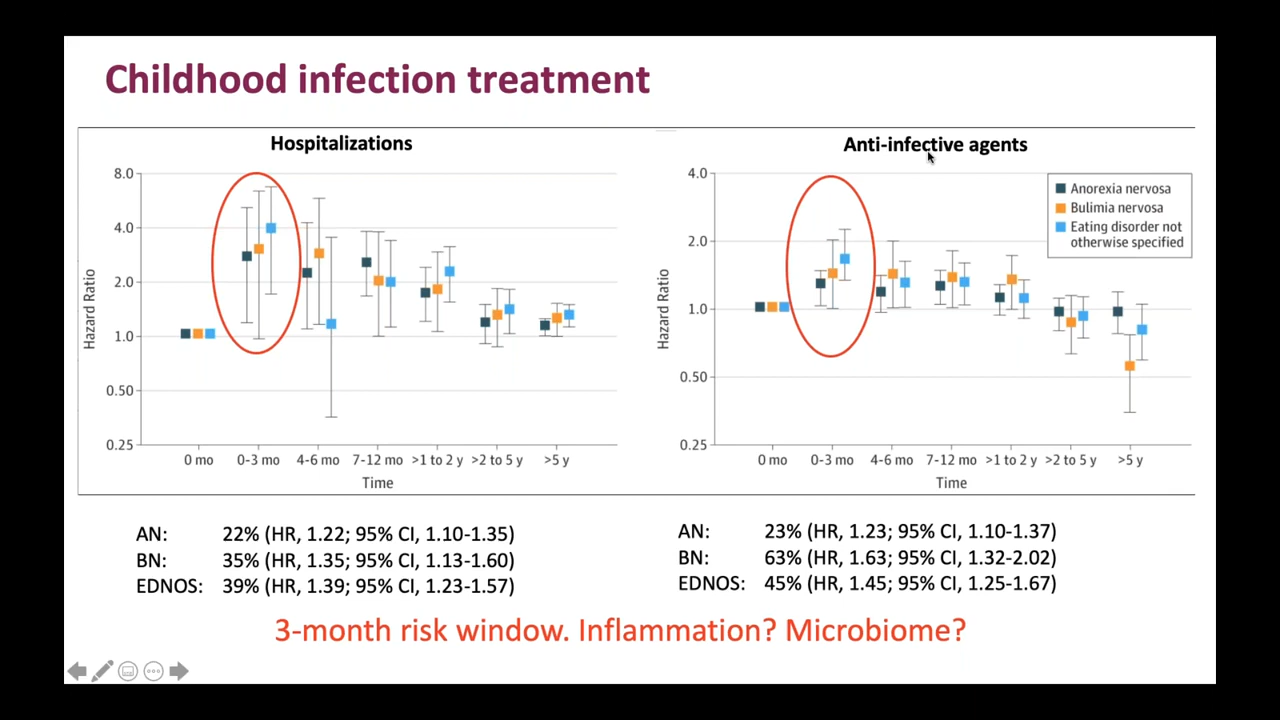 Childhood infection treatment
Hospitalizations
8.0
4.0
2.0
1.0
0.50
0.25
Hazard Ratio
0 mo 0-3 mo 4-6 mo 7-12 mo >1 to 2 y >2 to 5 y >5 y
Time
Anti-infective agents
4.0
2.0
1.0
0.50
0.25
Hazard Ratio
Anorexia nervosa
Bulimia nervosa
Eating disorder not
otherwise specified
0 mo 0-3 mo 4-6 mo 7-12 mo >1 to 2 y >2 to 5 y >5 y
Time
AN: 22% (HR, 1.22; 95% CI, 1.10-1.35)
BN: 35% (HR, 1.35; 95% CI, 1.13-1.60)
EDNOS: 39% (HR, 1.39; 95% CI, 1.23-1.57)
AN: 23% (HR, 1.23; 95% CI, 1.10-1.37)
BN: 63% (HR, 1.63; 95% CI, 1.32-2.02)
EDNOS: 45% (HR, 1.45; 95% CI, 1.25-1.67)
3-month risk window. Inflammation? Microbiome?